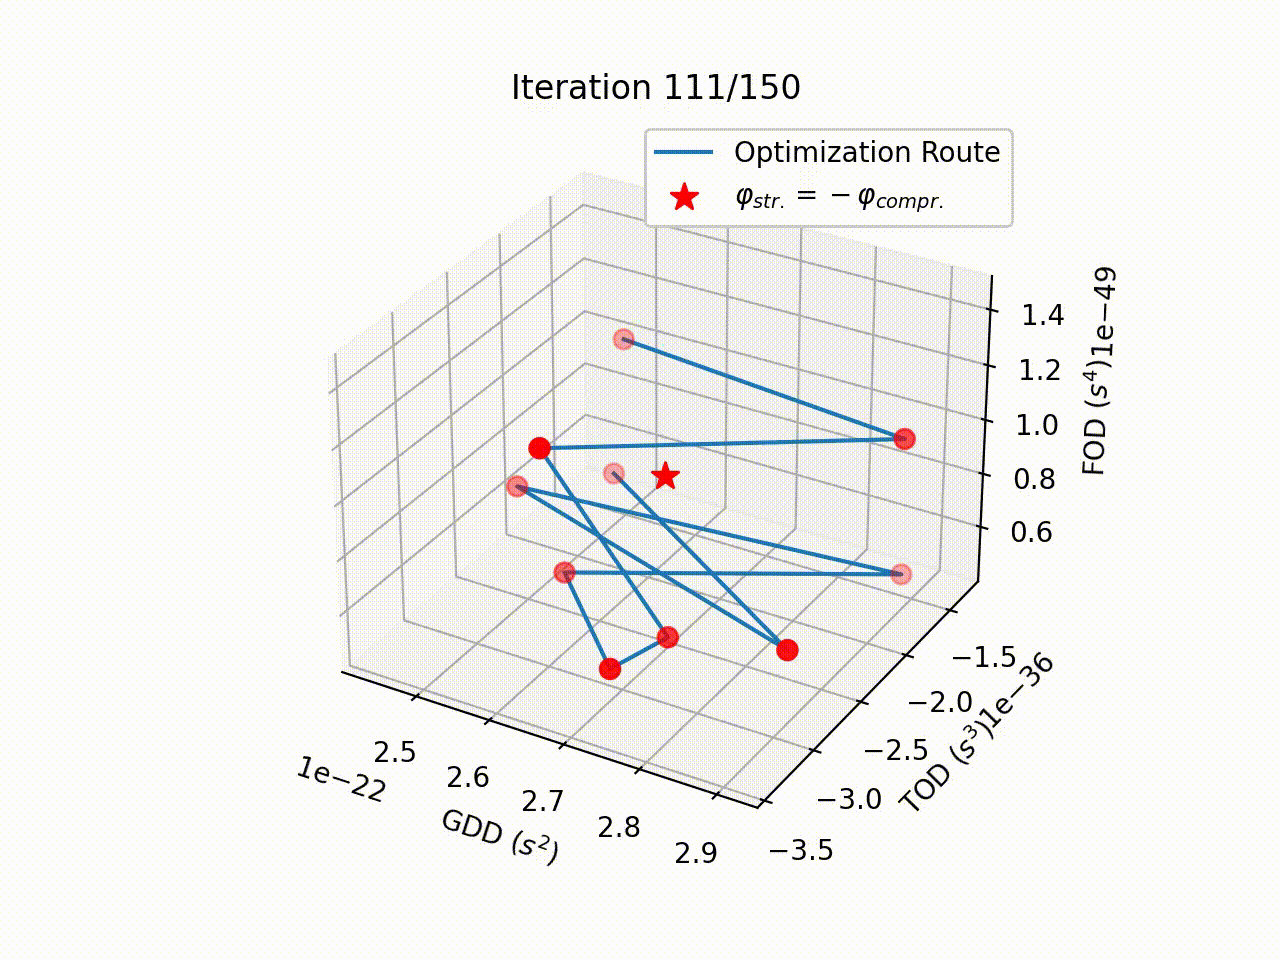 Iteration 111/150
Optimization Route
φstr. = −φcompr.
1.4
1.2
1.0
0.8
0.6
FOD (s⁴)1e−49
−1.5
−2.0
−2.5
−3.0
−3.5
TOD (s³)1e−36
2.5
2.6
2.7
2.8
2.9
1e−22
GDD (s²)